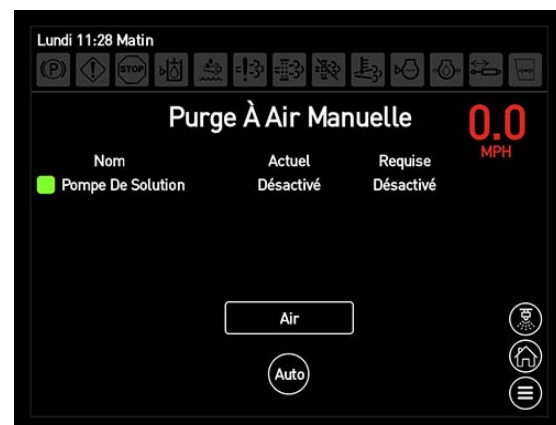 Lundi 11:28 Matin
P STOP
Purge À Air Manuelle
0.0
MPH
Nom Actuel Requise
Pompe De Solution Désactivé Désactivé
Air
Auto